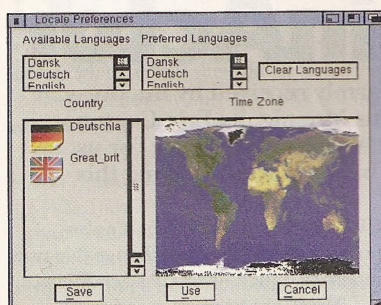 Locale Preferences
Available Languages
Preferred Languages
Dansk
Deutsch
English
Dansk
Deutsch
English
Clear Languages
Country
Time Zone
Deutschla
Great_brit
Save
Use
Cancel